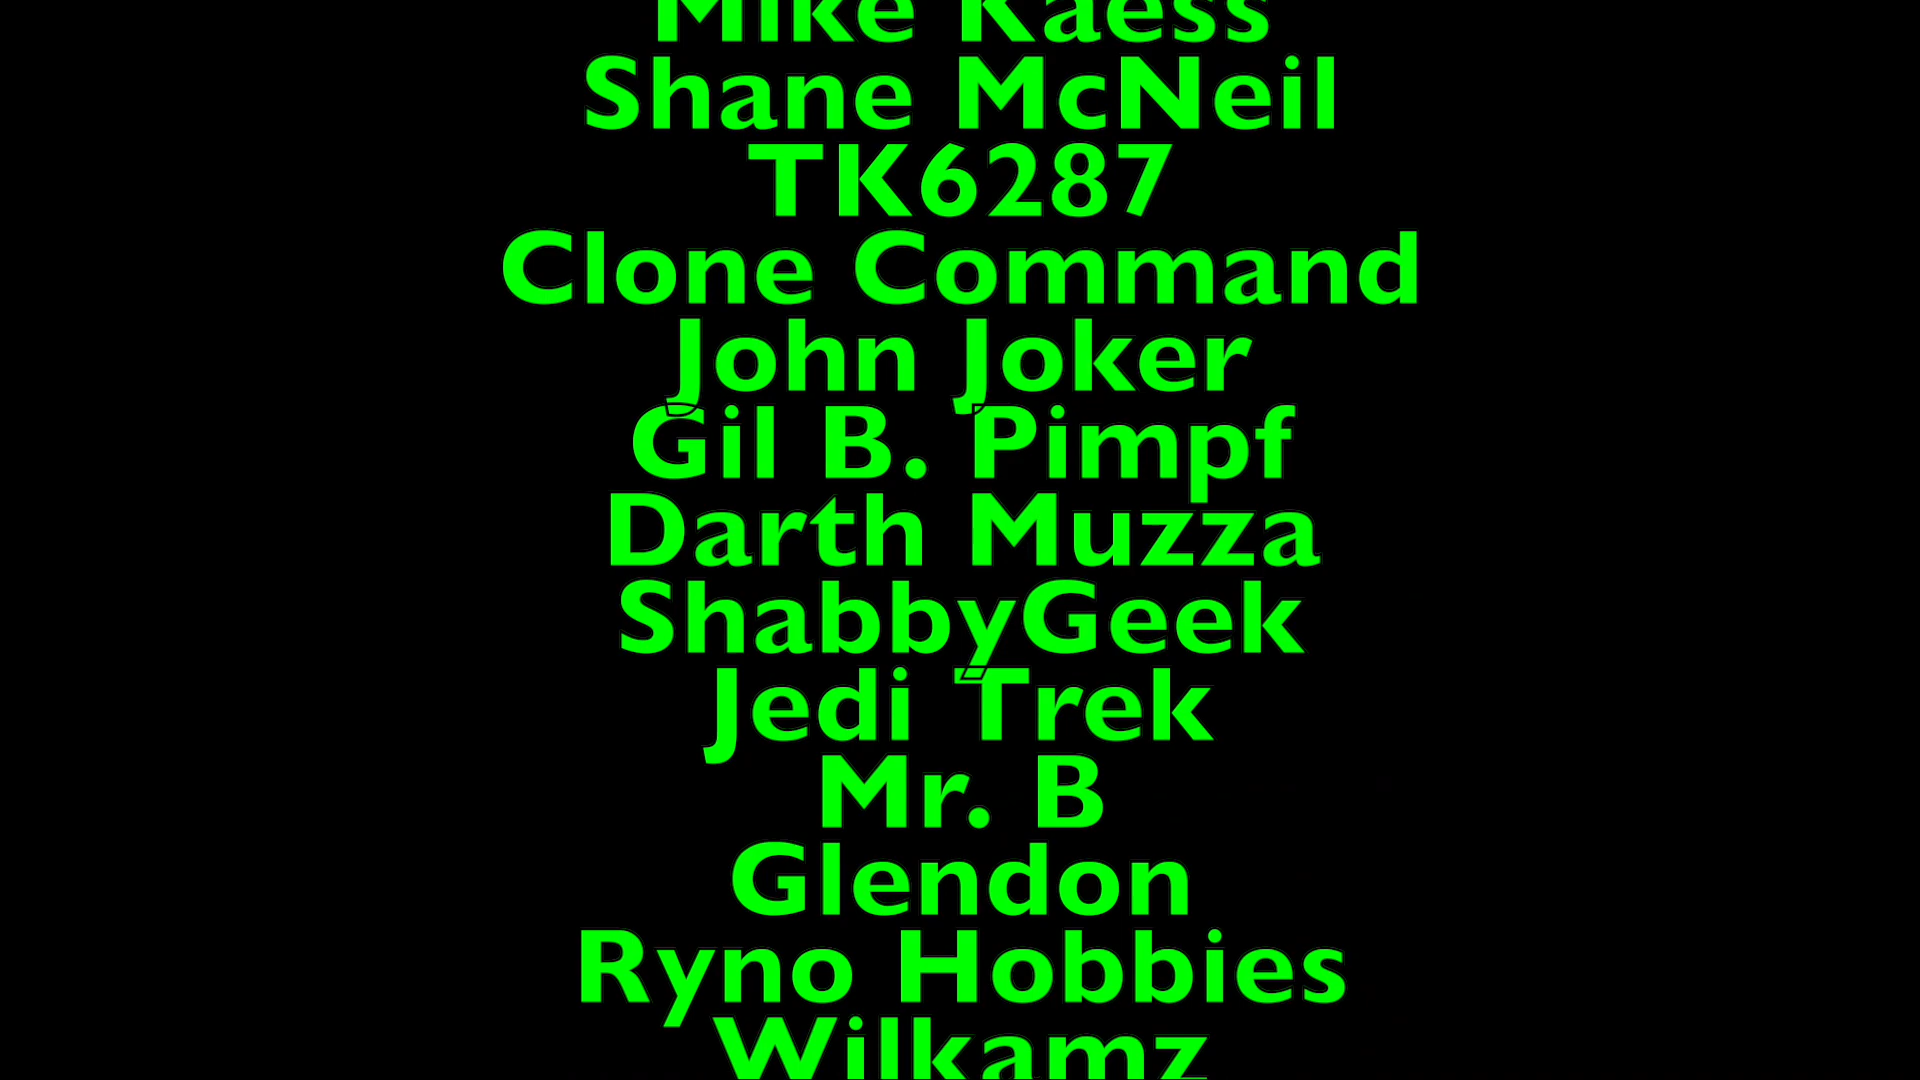 Mike Kaess
Shane McNeil
TK6287
Clone Command
John Joker
Gil B. Pimpf
Darth Muzza
ShabbyGeek
Jedi Trek
Mr. B
Glendon
Ryno Hobbies
Wilkamz